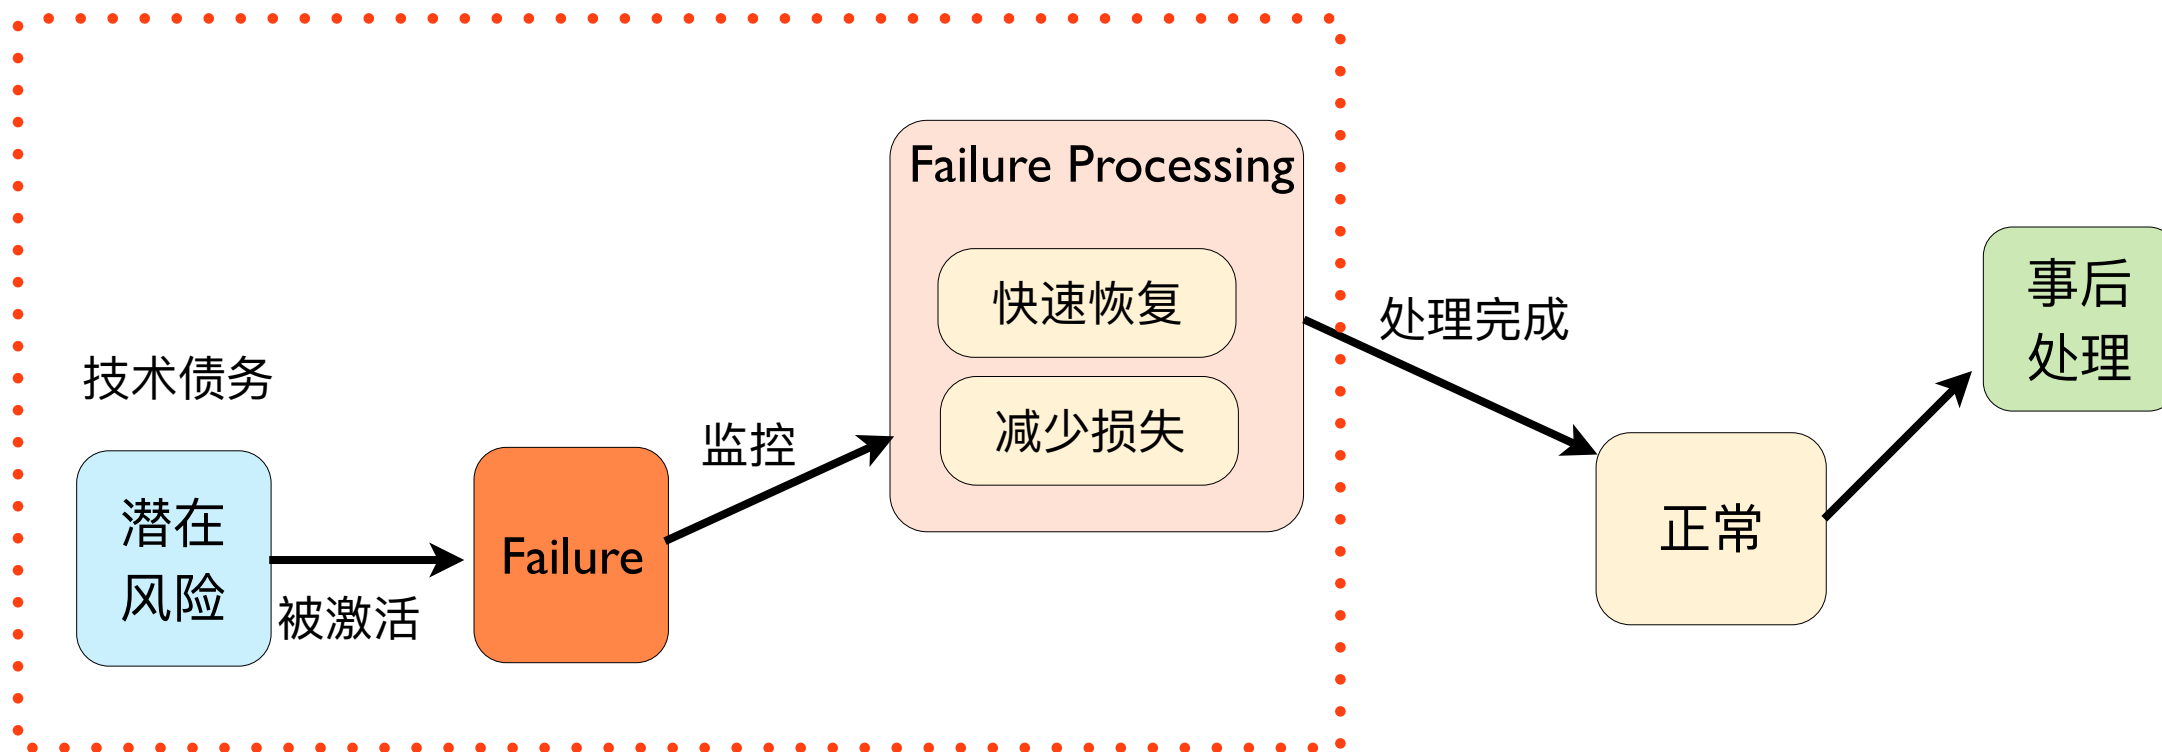 技术债务
潜在
风险
被激活
Failure
监控
Failure Processing
快速恢复
减少损失
处理完成
正常
事后
处理